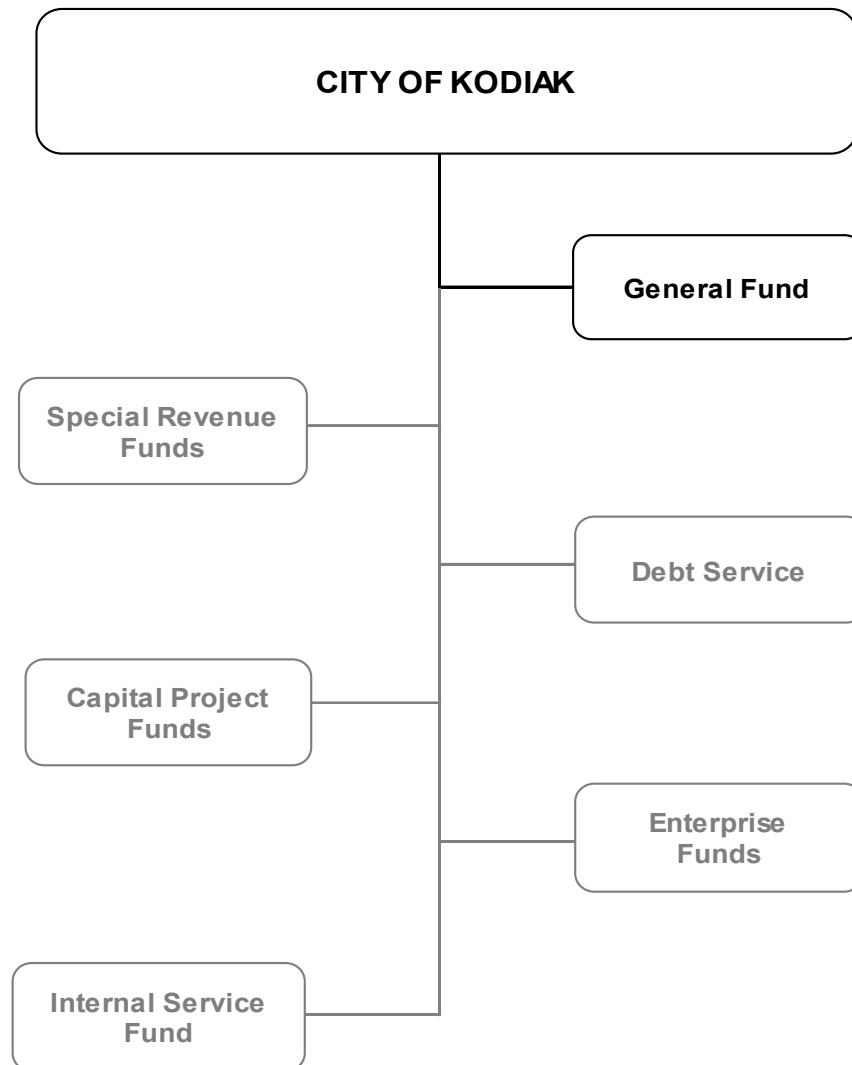 CITY OF KODIAK
General Fund
Special Revenue
Funds
Debt Service
Capital Project
Funds
Enterprise
Funds
Internal Service
Fund